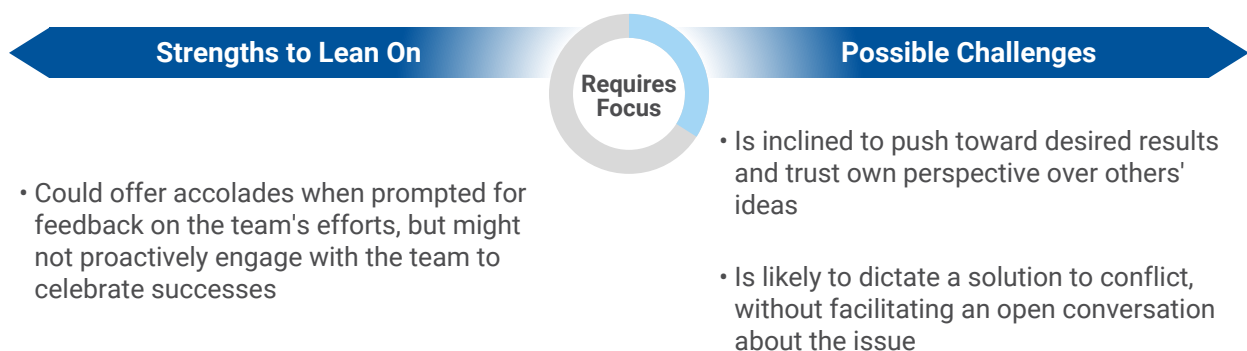 Strengths to Lean On
Requires
Focus
Possible Challenges
• Could offer accolades when prompted for
feedback on the team's efforts, but might
not proactively engage with the team to
celebrate successes
• Is inclined to push toward desired results
and trust own perspective over others'
ideas
• Is likely to dictate a solution to conflict,
without facilitating an open conversation
about the issue